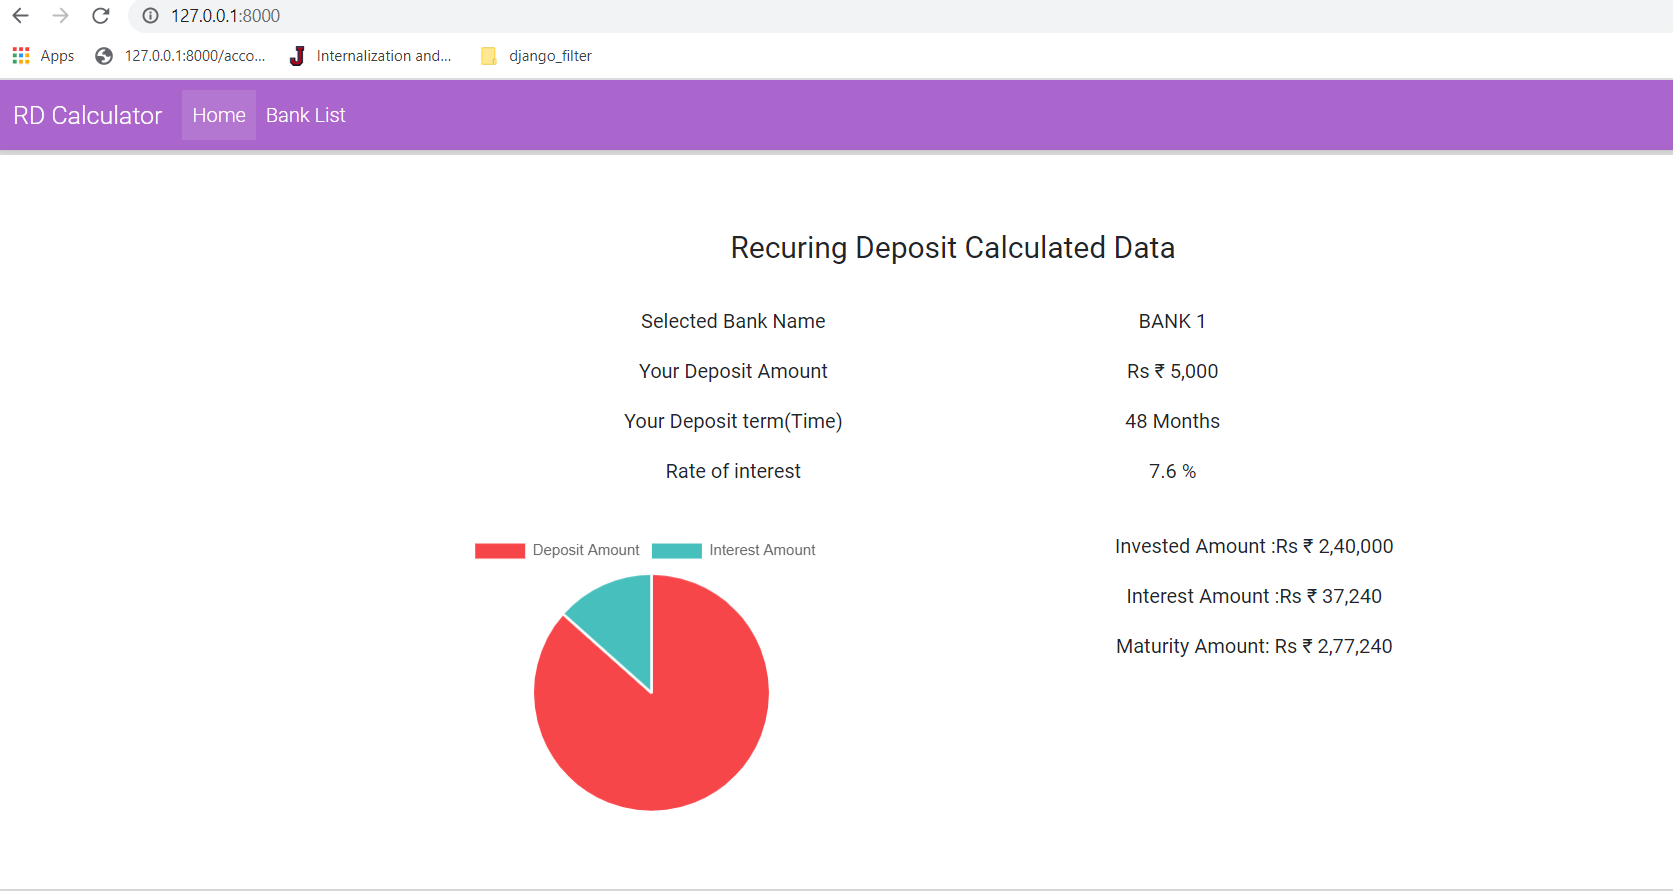 127.0.0.1:8000
Apps 127.0.0.1:8000/acco... Internalization and... django_filter
RD Calculator Home Bank List
Recuring Deposit Calculated Data
Selected Bank Name BANK 1
Your Deposit Amount Rs ₹ 5,000
Your Deposit term(Time) 48 Months
Rate of interest 7.6 %
Deposit Amount Interest Amount
Invested Amount :Rs ₹ 2,40,000
Interest Amount :Rs ₹ 37,240
Maturity Amount: Rs ₹ 2,77,240